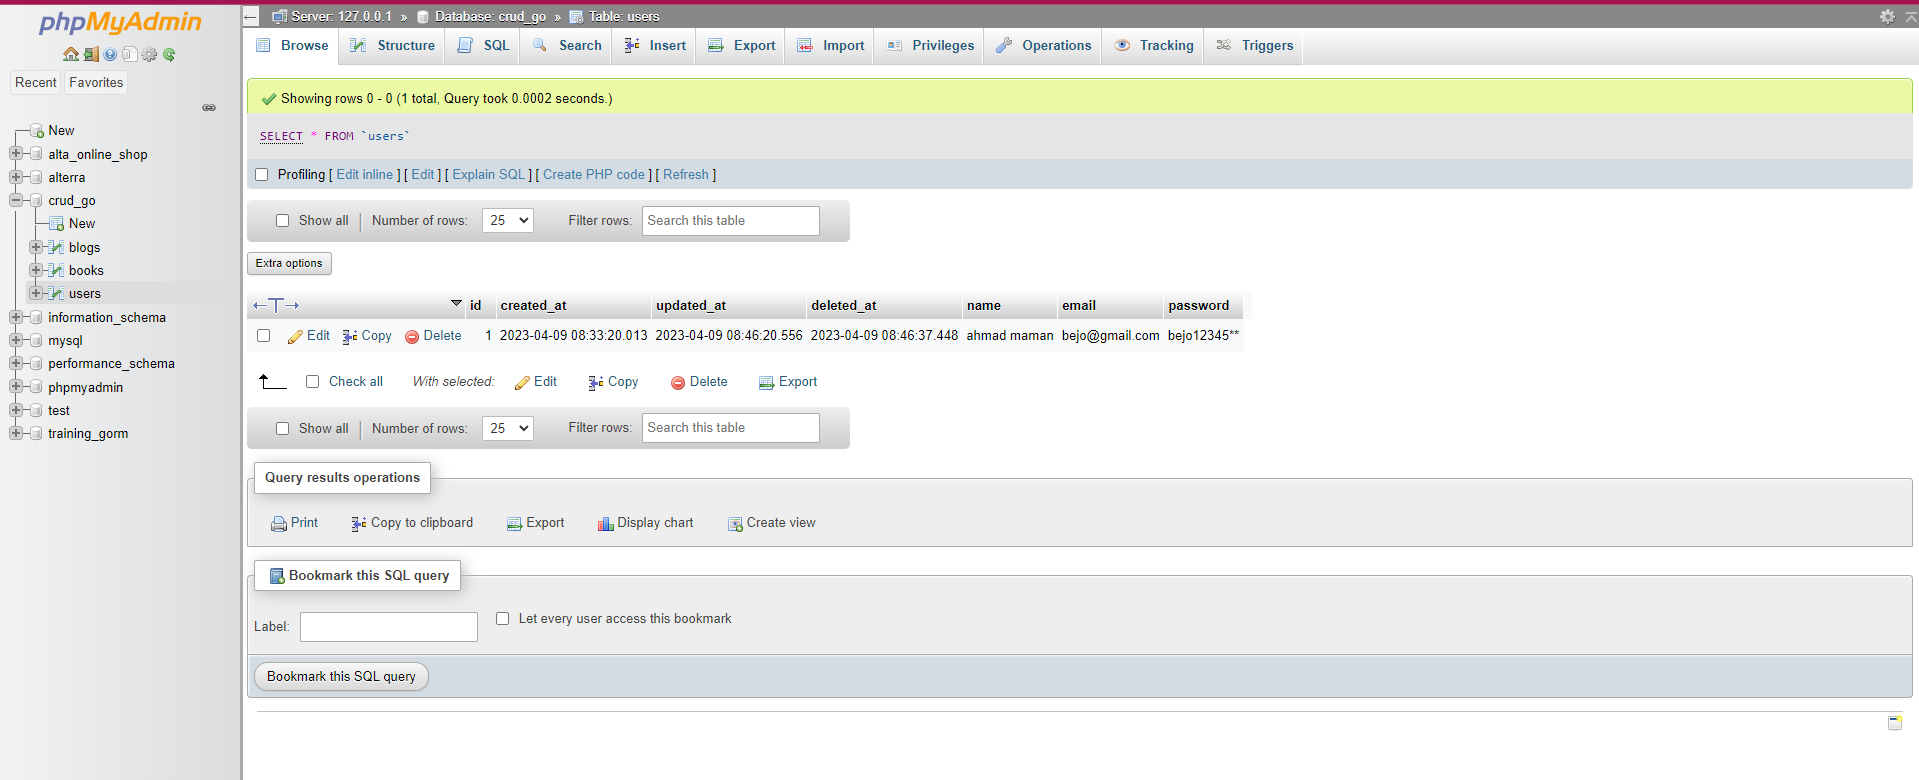 phpMyAdmin
Recent Favorites
New
alta_online_shop
alterra
crud_go
New
blogs
books
users
information_schema
mysql
performance_schema
phpmyadmin
test
training_gorm
Server: 127.0.0.1 » Database: crud_go » Table: users
Browse Structure SQL Search Insert Export Import Privileges Operations Tracking Triggers
Showing rows 0 - 0 (1 total, Query took 0.0002 seconds.)
SELECT * FROM `users`
Profiling [ Edit inline ] [ Edit ] [ Explain SQL ] [ Create PHP code ] [ Refresh ]
Show all Number of rows: 25 Filter rows: Search this table
Extra options
←T→ id created_at updated_at deleted_at name email password
Edit Copy Delete 1 2023-04-09 08:33:20.013 2023-04-09 08:46:20.556 2023-04-09 08:46:37.448 ahmad maman bejo@gmail.com bejo12345**
Check all With selected: Edit Copy Delete Export
Show all Number of rows: 25 Filter rows: Search this table
Query results operations
Print Copy to clipboard Export Display chart Create view
Bookmark this SQL query
Label: Let every user access this bookmark
Bookmark this SQL query